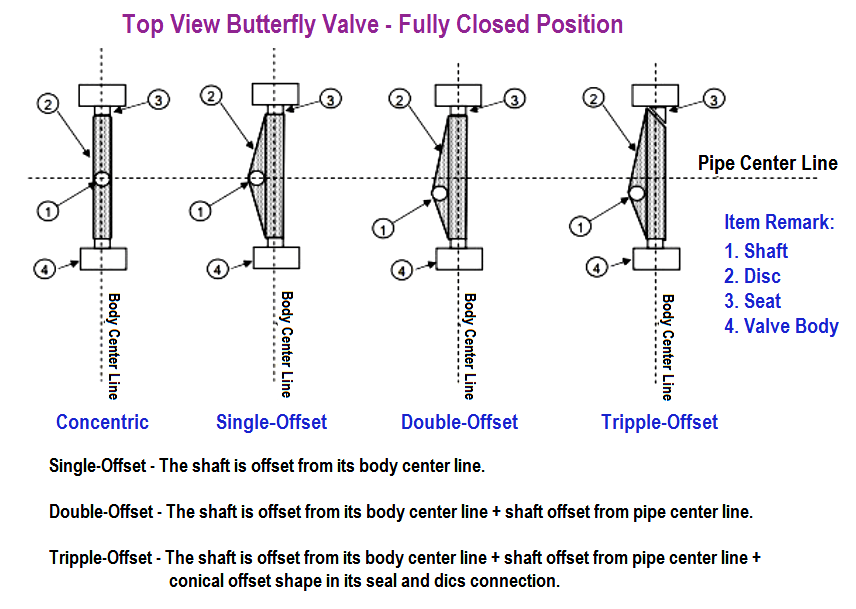 Top View Butterfly Valve - Fully Closed Position
2
3
1
4
Body Center Line
Concentric
2
3
1
4
Body Center Line
Single-Offset
2
3
1
4
Body Center Line
Double-Offset
2
3
1
4
Body Center Line
Tripple-Offset
Pipe Center Line
Item Remark:
1. Shaft
2. Disc
3. Seat
4. Valve Body
Single-Offset - The shaft is offset from its body center line.
Double-Offset - The shaft is offset from its body center line + shaft offset from pipe center line.
Tripple-Offset - The shaft is offset from its body center line + shaft offset from pipe center line +
conical offset shape in its seal and dics connection.